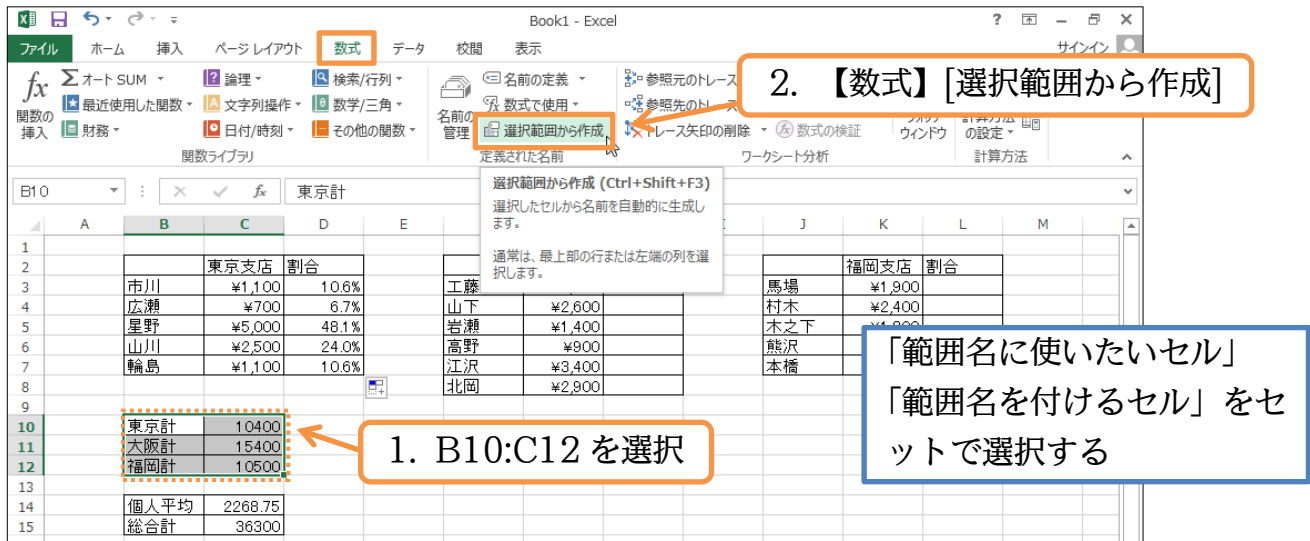 Book1 - Excel
サインイン
ファイル ホーム 挿入 ページ レイアウト 数式 データ 校閲 表示
fx 関数の挿入
オート SUM
最近使用した関数
財務
論理
文字列操作
日付/時刻
検索/行列
数学/三角
その他の関数
関数ライブラリ
名前の管理
名前の定義
数式で使用
選択範囲から作成
定義された名前
参照元のトレース
参照先のトレース
トレース矢印の削除
数式の検証
ウィンドウ
の設定
ワークシート分析
計算方法
2. 【数式】[選択範囲から作成]
B10 fx 東京計
選択範囲から作成 (Ctrl+Shift+F3)
選択したセルから名前を自動的に生成し
ます。
通常は、最上部の行または左端の列を選
択します。
A B C D E J K L M
1
2 東京支店 割合 福岡支店 割合
3 市川 ¥1,100 10.6% 工藤 馬場 ¥1,900
4 広瀬 ¥700 6.7% 山下 ¥2,600 村木 ¥2,400
5 星野 ¥5,000 48.1% 岩瀬 ¥1,400 木之下
6 山川 ¥2,500 24.0% 高野 ¥900 熊沢
7 輪島 ¥1,100 10.6% 江沢 ¥3,400 本橋
8 北岡 ¥2,900
9
10 東京計 10400
11 大阪計 15400
12 福岡計 10500
13
14 個人平均 2268.75
15 総合計 36300
1. B10:C12 を選択
「範囲名に使いたいセル」
「範囲名を付けるセル」をセ
ットで選択する